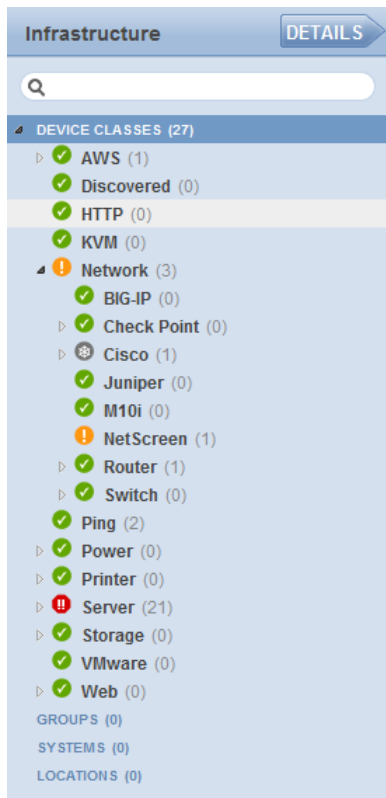 Infrastructure DETAILS
DEVICE CLASSES (27)
AWS (1)
Discovered (0)
HTTP (0)
KVM (0)
Network (3)
BIG-IP (0)
Check Point (0)
Cisco (1)
Juniper (0)
M10i (0)
NetScreen (1)
Router (1)
Switch (0)
Ping (2)
Power (0)
Printer (0)
Server (21)
Storage (0)
VMware (0)
Web (0)
GROUPS (0)
SYSTEMS (0)
LOCATIONS (0)